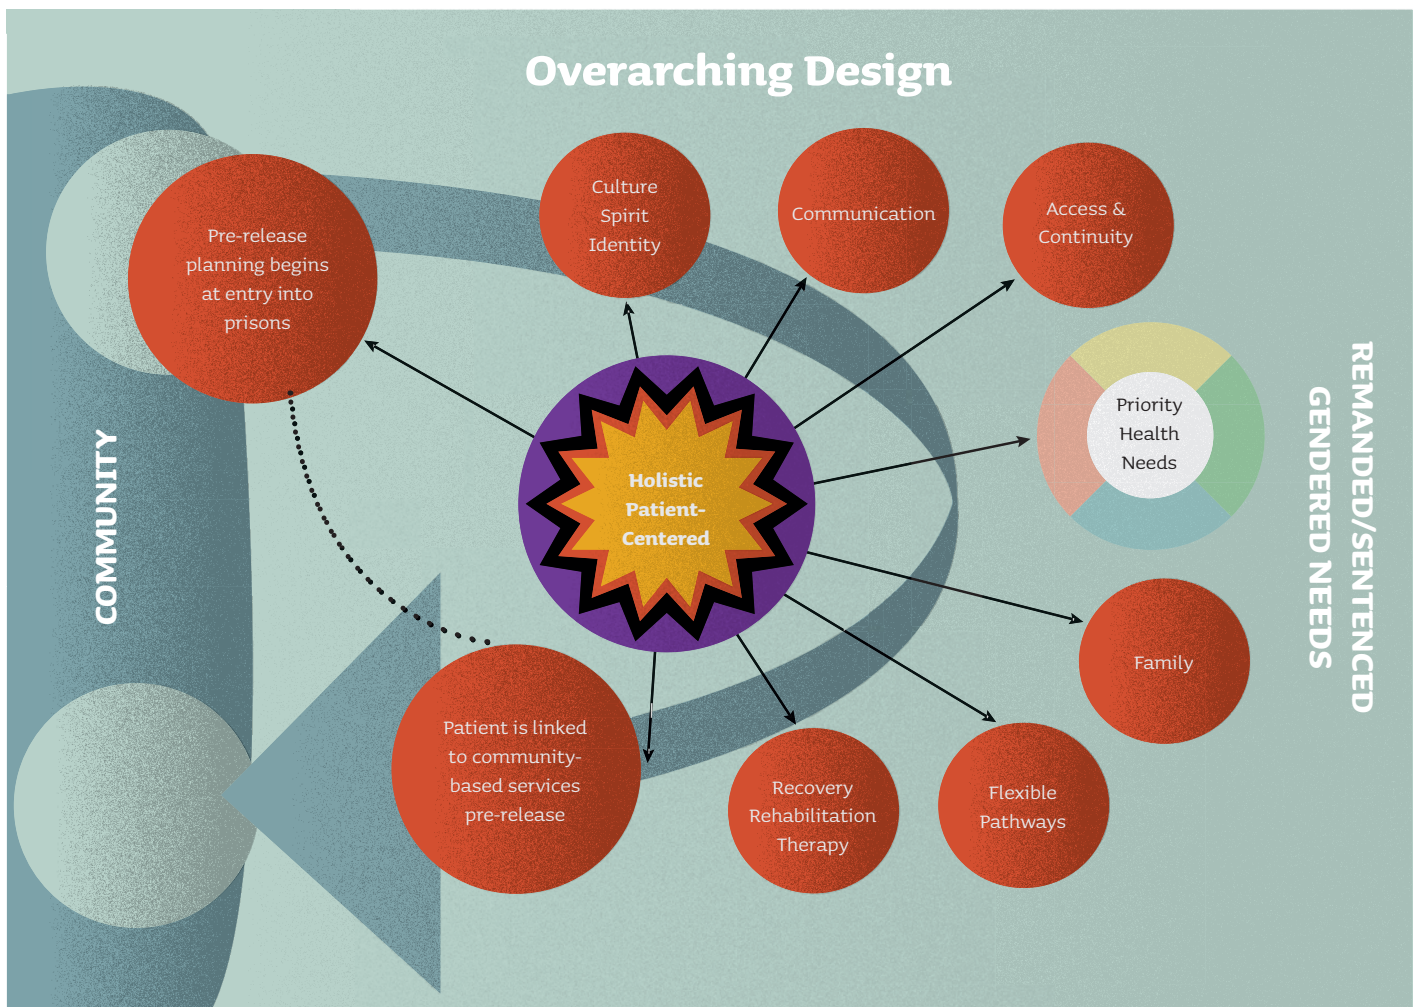 Overarching Design
Culture
Spirit
Identity
Communication
Access &
Continuity
Pre-release
planning begins
at entry into
prisons
Priority
Health
Needs
REMANDED/SENTENCED
GENDERED NEEDS
COMMUNITY
Holistic
Patient-
Centered
Family
Patient is linked
to community-
based services
pre-release
Recovery
Rehabilitation
Therapy
Flexible
Pathways